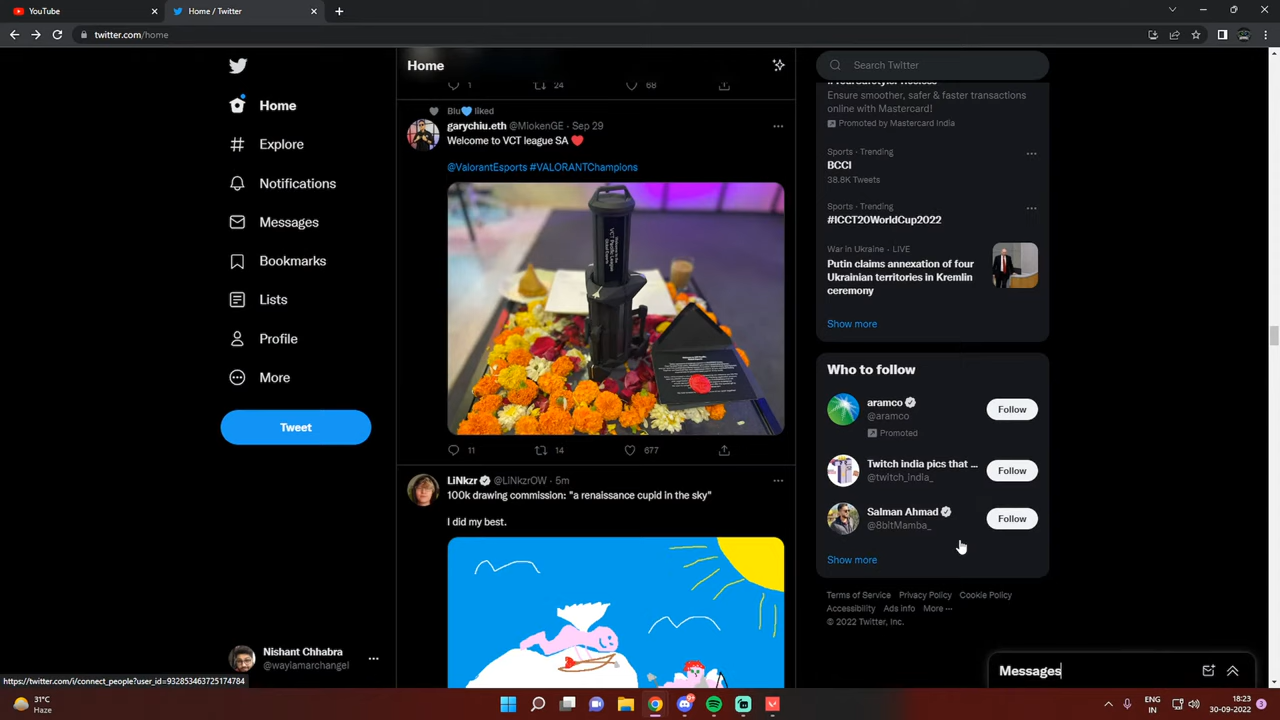 YouTube
Home / Twitter
twitter.com/home
Home
Explore
Notifications
Messages
Bookmarks
Lists
Profile
More
Tweet
Nishant Chhabra
@waylamarchangel
https://twitter.com/i/connect_people?user_id=932853463725174784
Home
1 24 68
Blu💙 liked
garychiu.eth @MiokenGE · Sep 29
Welcome to VCT league SA ❤️
@ValorantEsports #VALORANTChampions
11 14 677
LiNkzr @LiNkzrOW · 5m
100k drawing commission: "a renaissance cupid in the sky"
I did my best.
Search Twitter
Ensure smoother, safer & faster transactions
online with Mastercard!
Promoted by Mastercard India
Sports · Trending
BCCI
38.8K Tweets
Sports · Trending
#ICCT20WorldCup2022
War in Ukraine · LIVE
Putin claims annexation of four
Ukrainian territories in Kremlin
ceremony
Show more
Who to follow
aramco
@aramco
Promoted
Follow
Twitch india pics that ...
@twitch_india_
Follow
Salman Ahmad
@8bitMamba_
Follow
Show more
Terms of Service Privacy Policy Cookie Policy
Accessibility Ads info More ···
© 2022 Twitter, Inc.
Messages
31°C
Haze
ENG
IN
18:23
30-09-2022
3